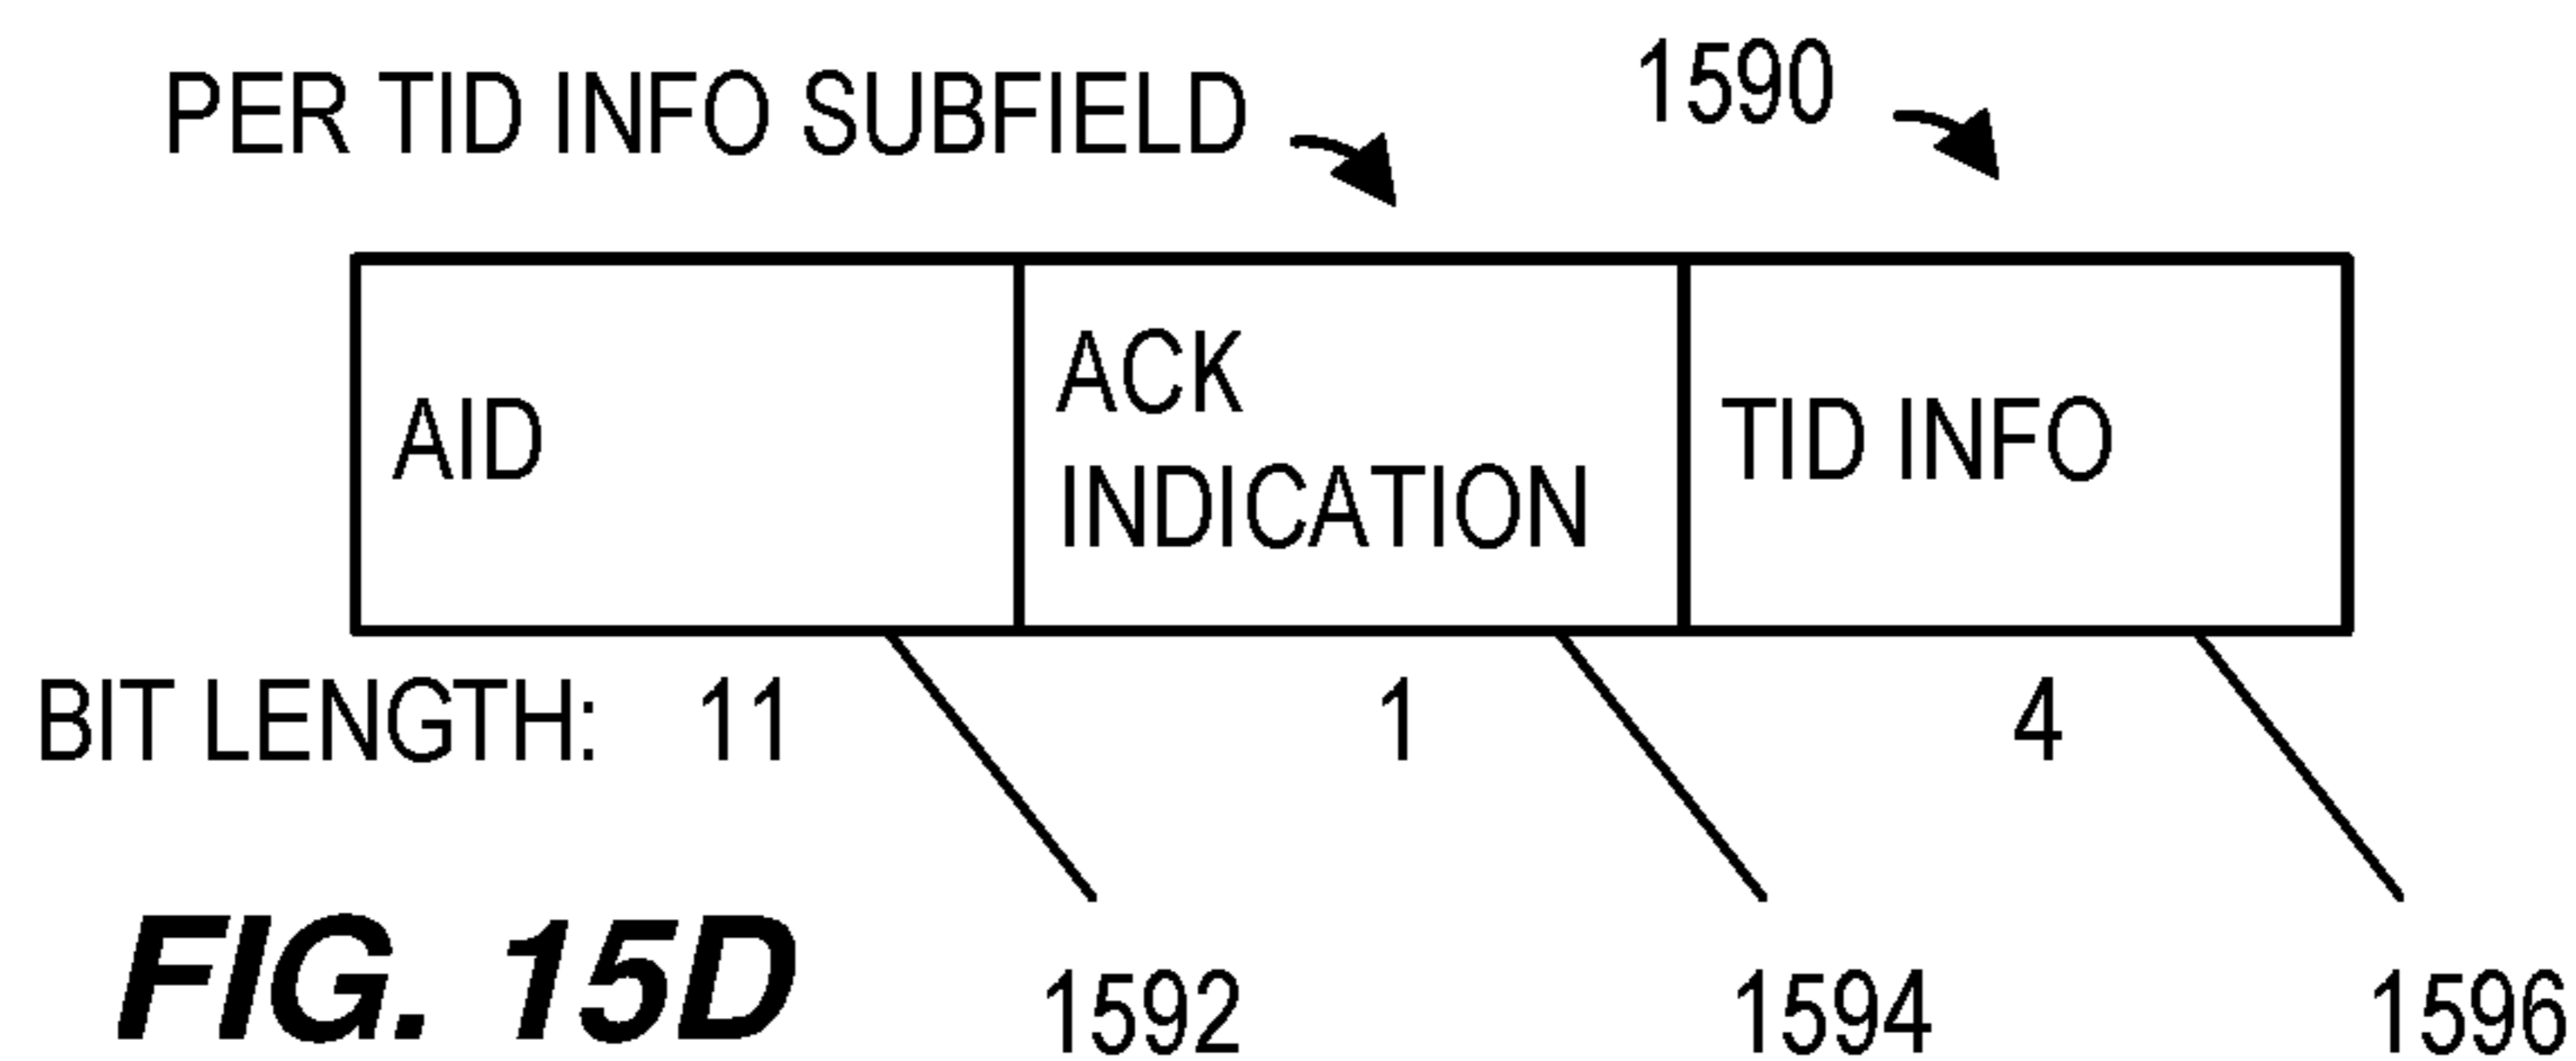 PER TID INFO SUBFIELD 1590
AID
ACK
INDICATION
TID INFO
BIT LENGTH: 11 1 4
FIG. 15D
1592 1594 1596